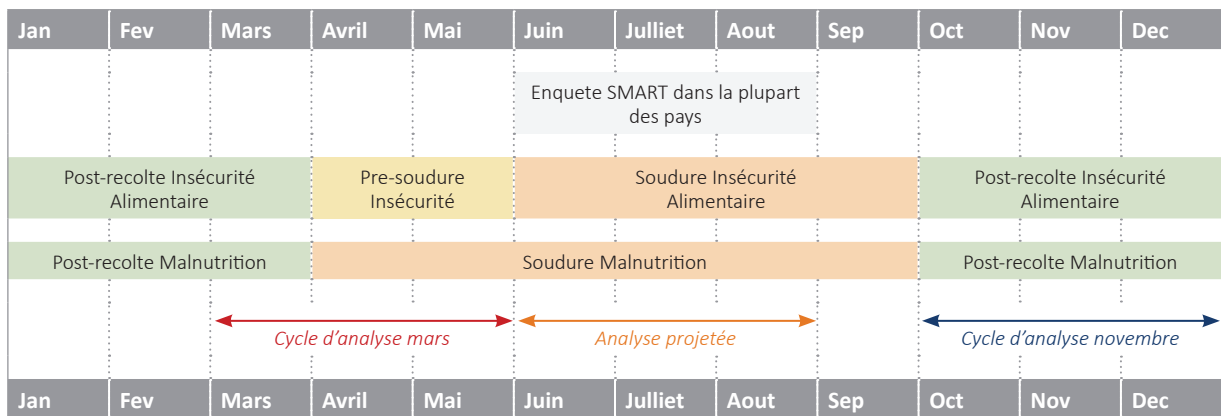 Jan Fev Mars Avril Mai Juin Julliet Aout Sep Oct Nov Dec
Enquete SMART dans la plupart
des pays
Post-recolte Insécurité
Alimentaire
Pre-soudure
Insécurité
Soudure Insécurité
Alimentaire
Post-recolte Insécurité
Alimentaire
Post-recolte Malnutrition
Soudure Malnutrition
Post-recolte Malnutrition
Cycle d'analyse mars
Analyse projetée
Cycle d'analyse novembre
Jan Fev Mars Avril Mai Juin Julliet Aout Sep Oct Nov Dec